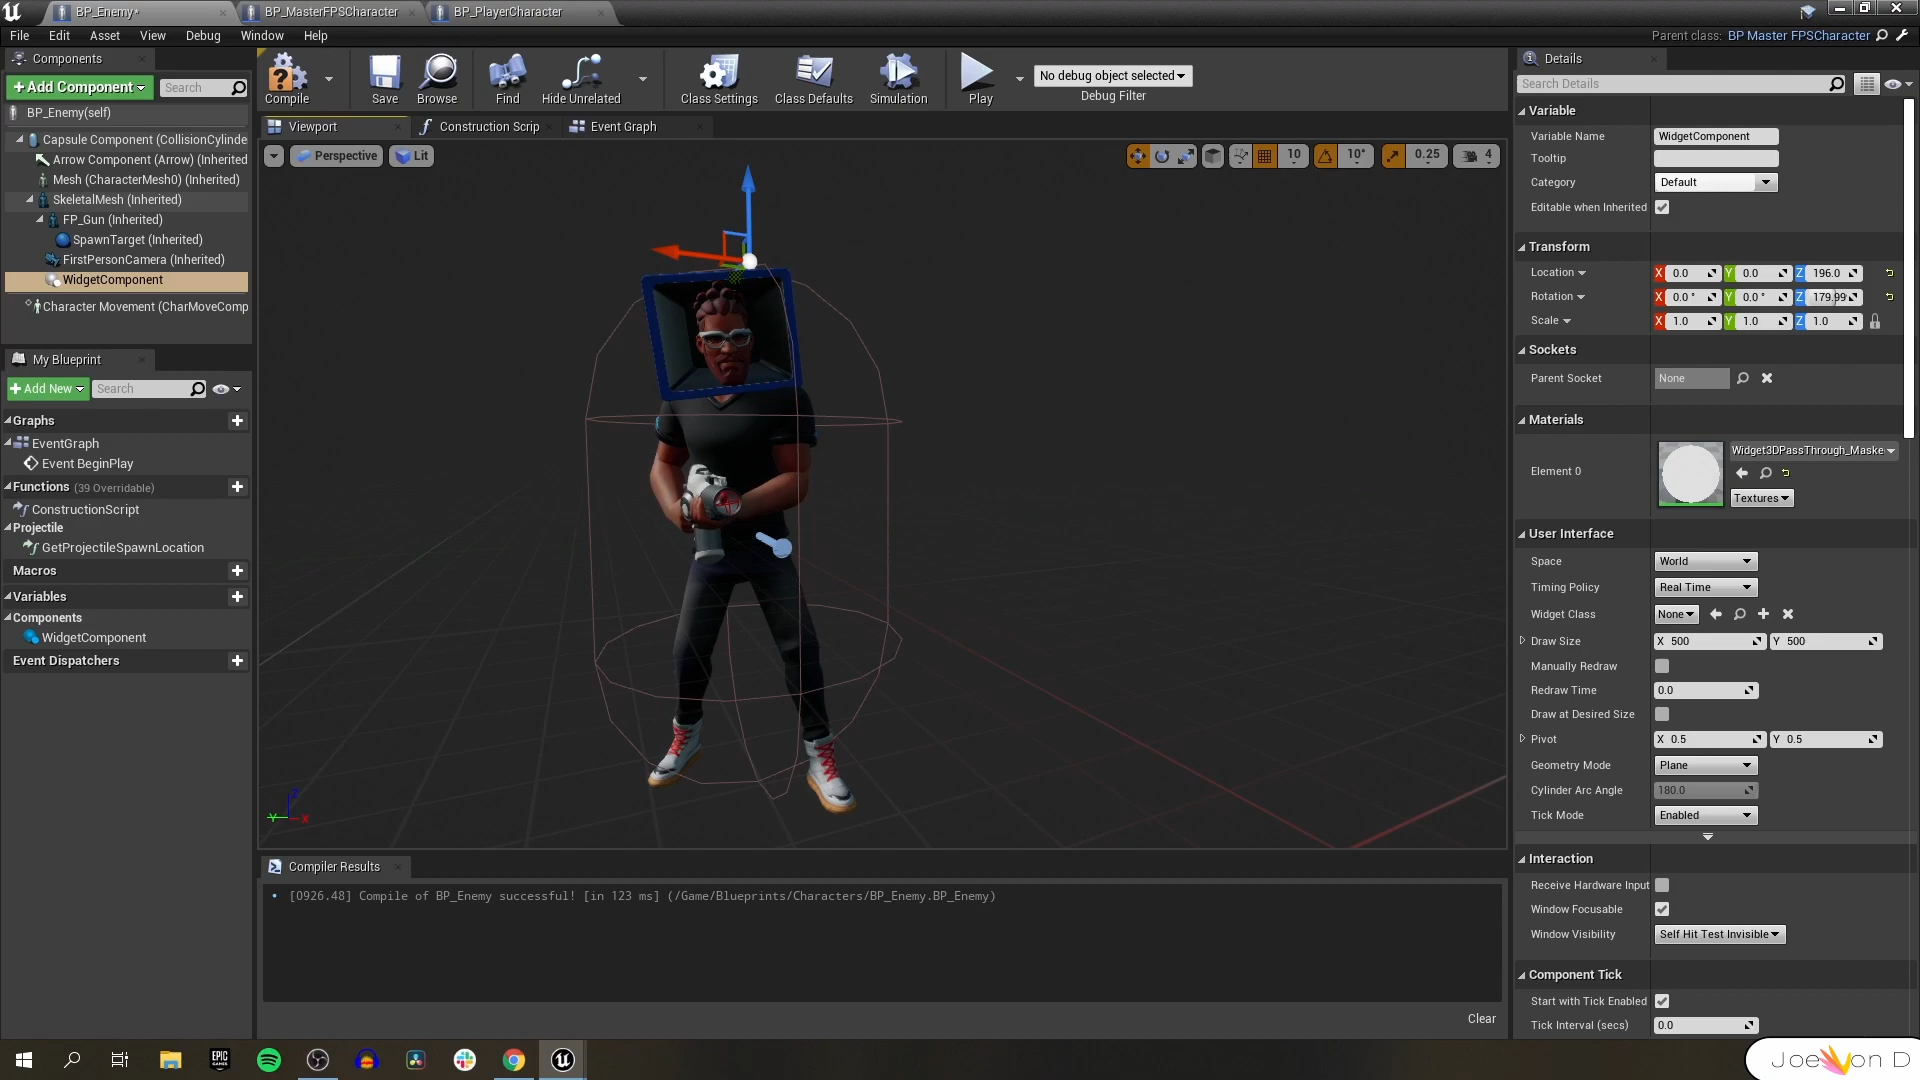 BP_Enemy*
BP_MasterFPSCharacter
BP_PlayerCharacter
File Edit Asset View Debug Window Help
Parent class: BP Master FPSCharacter
Components
+Add Component
Search
BP_Enemy(self)
Capsule Component (CollisionCylinde
Arrow Component (Arrow) (Inherited
Mesh (CharacterMesh0) (Inherited)
SkeletalMesh (Inherited)
FP_Gun (Inherited)
SpawnTarget (Inherited)
FirstPersonCamera (Inherited)
WidgetComponent
Character Movement (CharMoveComp
My Blueprint
+Add New
Search
Graphs
EventGraph
Event BeginPlay
Functions (39 Overridable)
ConstructionScript
Projectile
GetProjectileSpawnLocation
Macros
Variables
Components
WidgetComponent
Event Dispatchers
Compile
Save
Browse
Find
Hide Unrelated
Class Settings
Class Defaults
Simulation
Play
No debug object selected
Debug Filter
Viewport
Construction Scrip
Event Graph
Perspective
Lit
10
10°
0.25
4
Z
Y
X
Compiler Results
[0926.48] Compile of BP_Enemy successful! [in 123 ms] (/Game/Blueprints/Characters/BP_Enemy.BP_Enemy)
Clear
Details
Search Details
Variable
Variable Name WidgetComponent
Tooltip
Category Default
Editable when Inherited
Transform
Location X 0.0 Y 0.0 Z 196.0
Rotation X 0.0° Y 0.0° Z 179.99
Scale X 1.0 Y 1.0 Z 1.0
Sockets
Parent Socket None
Materials
Element 0
Widget3DPassThrough_Maske
Textures
User Interface
Space World
Timing Policy Real Time
Widget Class None
Draw Size X 500 Y 500
Manually Redraw
Redraw Time 0.0
Draw at Desired Size
Pivot X 0.5 Y 0.5
Geometry Mode Plane
Cylinder Arc Angle 180.0
Tick Mode Enabled
Interaction
Receive Hardware Input
Window Focusable
Window Visibility Self Hit Test Invisible
Component Tick
Start with Tick Enabled
Tick Interval (secs) 0.0
EPIC
GAMES
Joe Von D